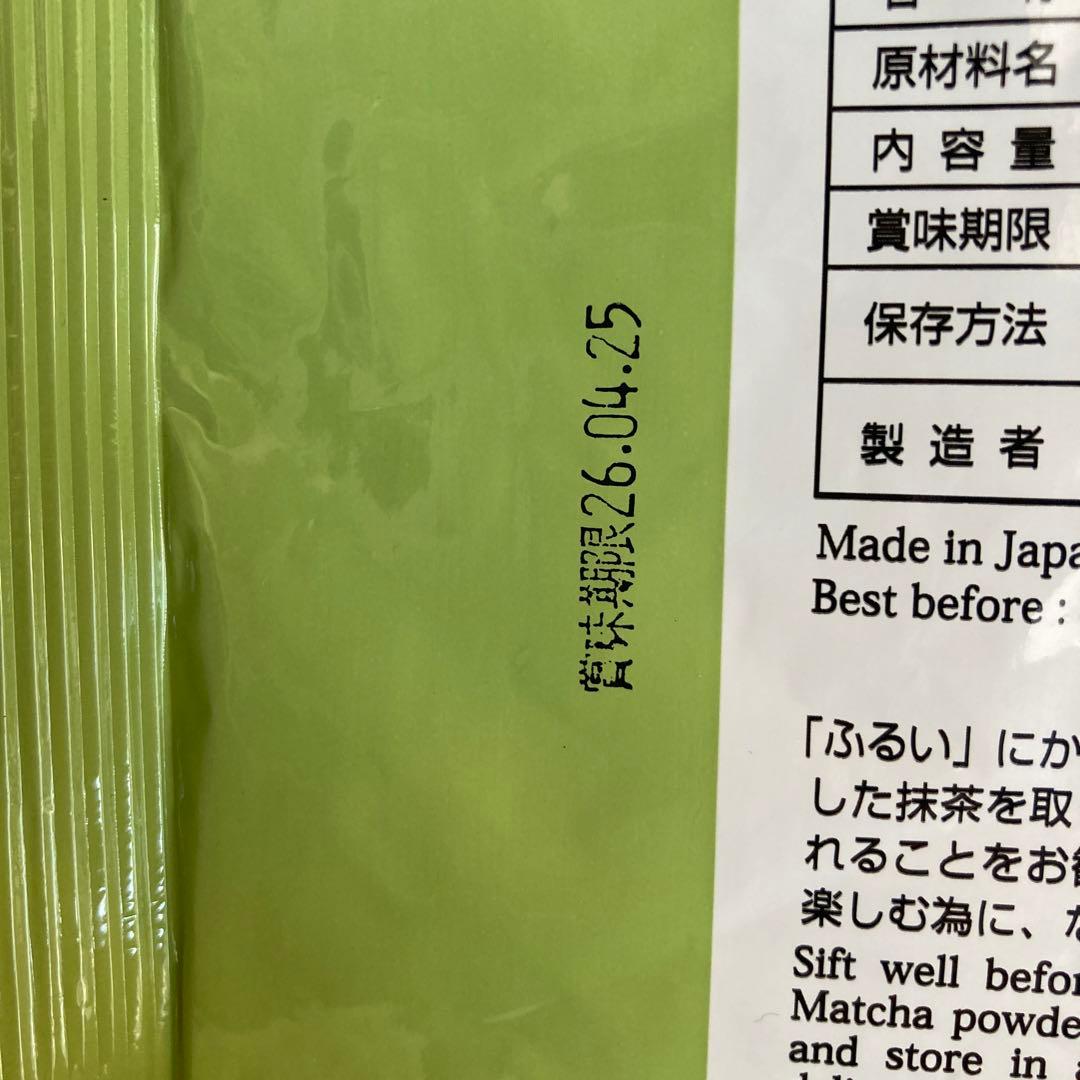 原材料名
内容量
賞味期限
保存方法
製造者
賞味期限26.04.25
Made in Japa
Best before :
「ふるい」にか
した抹茶を取
れることをお
楽しむ為に、
Sift well befor
Matcha powde
and store in